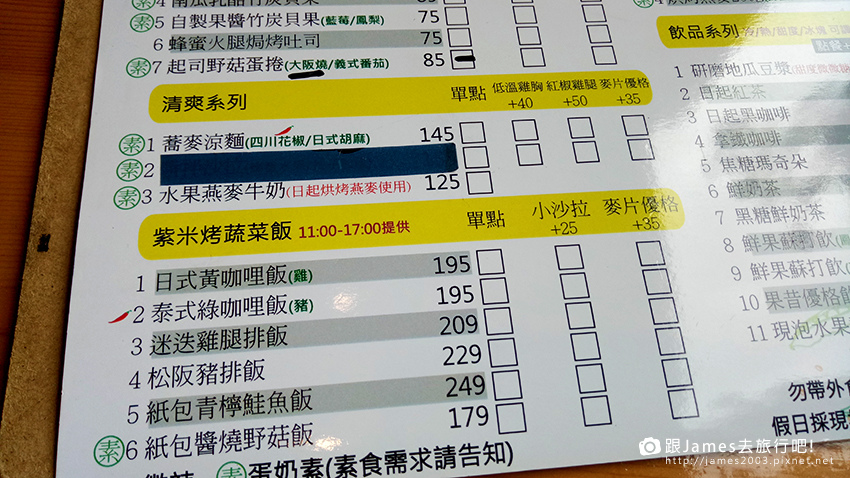 素5 自製果醬竹炭貝果(藍莓/鳳梨) 75
6 蜂蜜火腿焗烤吐司 75
素7 起司野菇蛋捲(大阪燒/義式番茄) 85
清爽系列 單點 低溫雞胸+40 紅椒雞腿+50 麥片優格+35
素1 蕎麥涼麵(四川花椒/日式胡麻) 145
素2
素3 水果燕麥牛奶(日起烘烤燕麥使用) 125
紫米烤蔬菜飯 11:00-17:00提供 單點 小沙拉+25 麥片優格+35
1 日式黃咖哩飯(雞) 195
2 泰式綠咖哩飯(豬) 195
3 迷迭雞腿排飯 209
4 松阪豬排飯 229
5 紙包青檸鮭魚飯 249
素6 紙包醬燒野菇飯 179
素蛋奶素(素食需求請告知)
飲品系列
1 研磨地瓜豆漿
2 日起紅茶
3 日起黑咖啡
4 拿鐵咖啡
5 焦糖瑪奇朵
6 鮮奶茶
7 黑糖鮮奶茶
8 鮮果多打飲
9 鮮果蘇打飲
10 果昔優格飲
11 現泡水果
勿帶外
假日採現
跟James去旅行吧!
http://james2003.pixnet.net